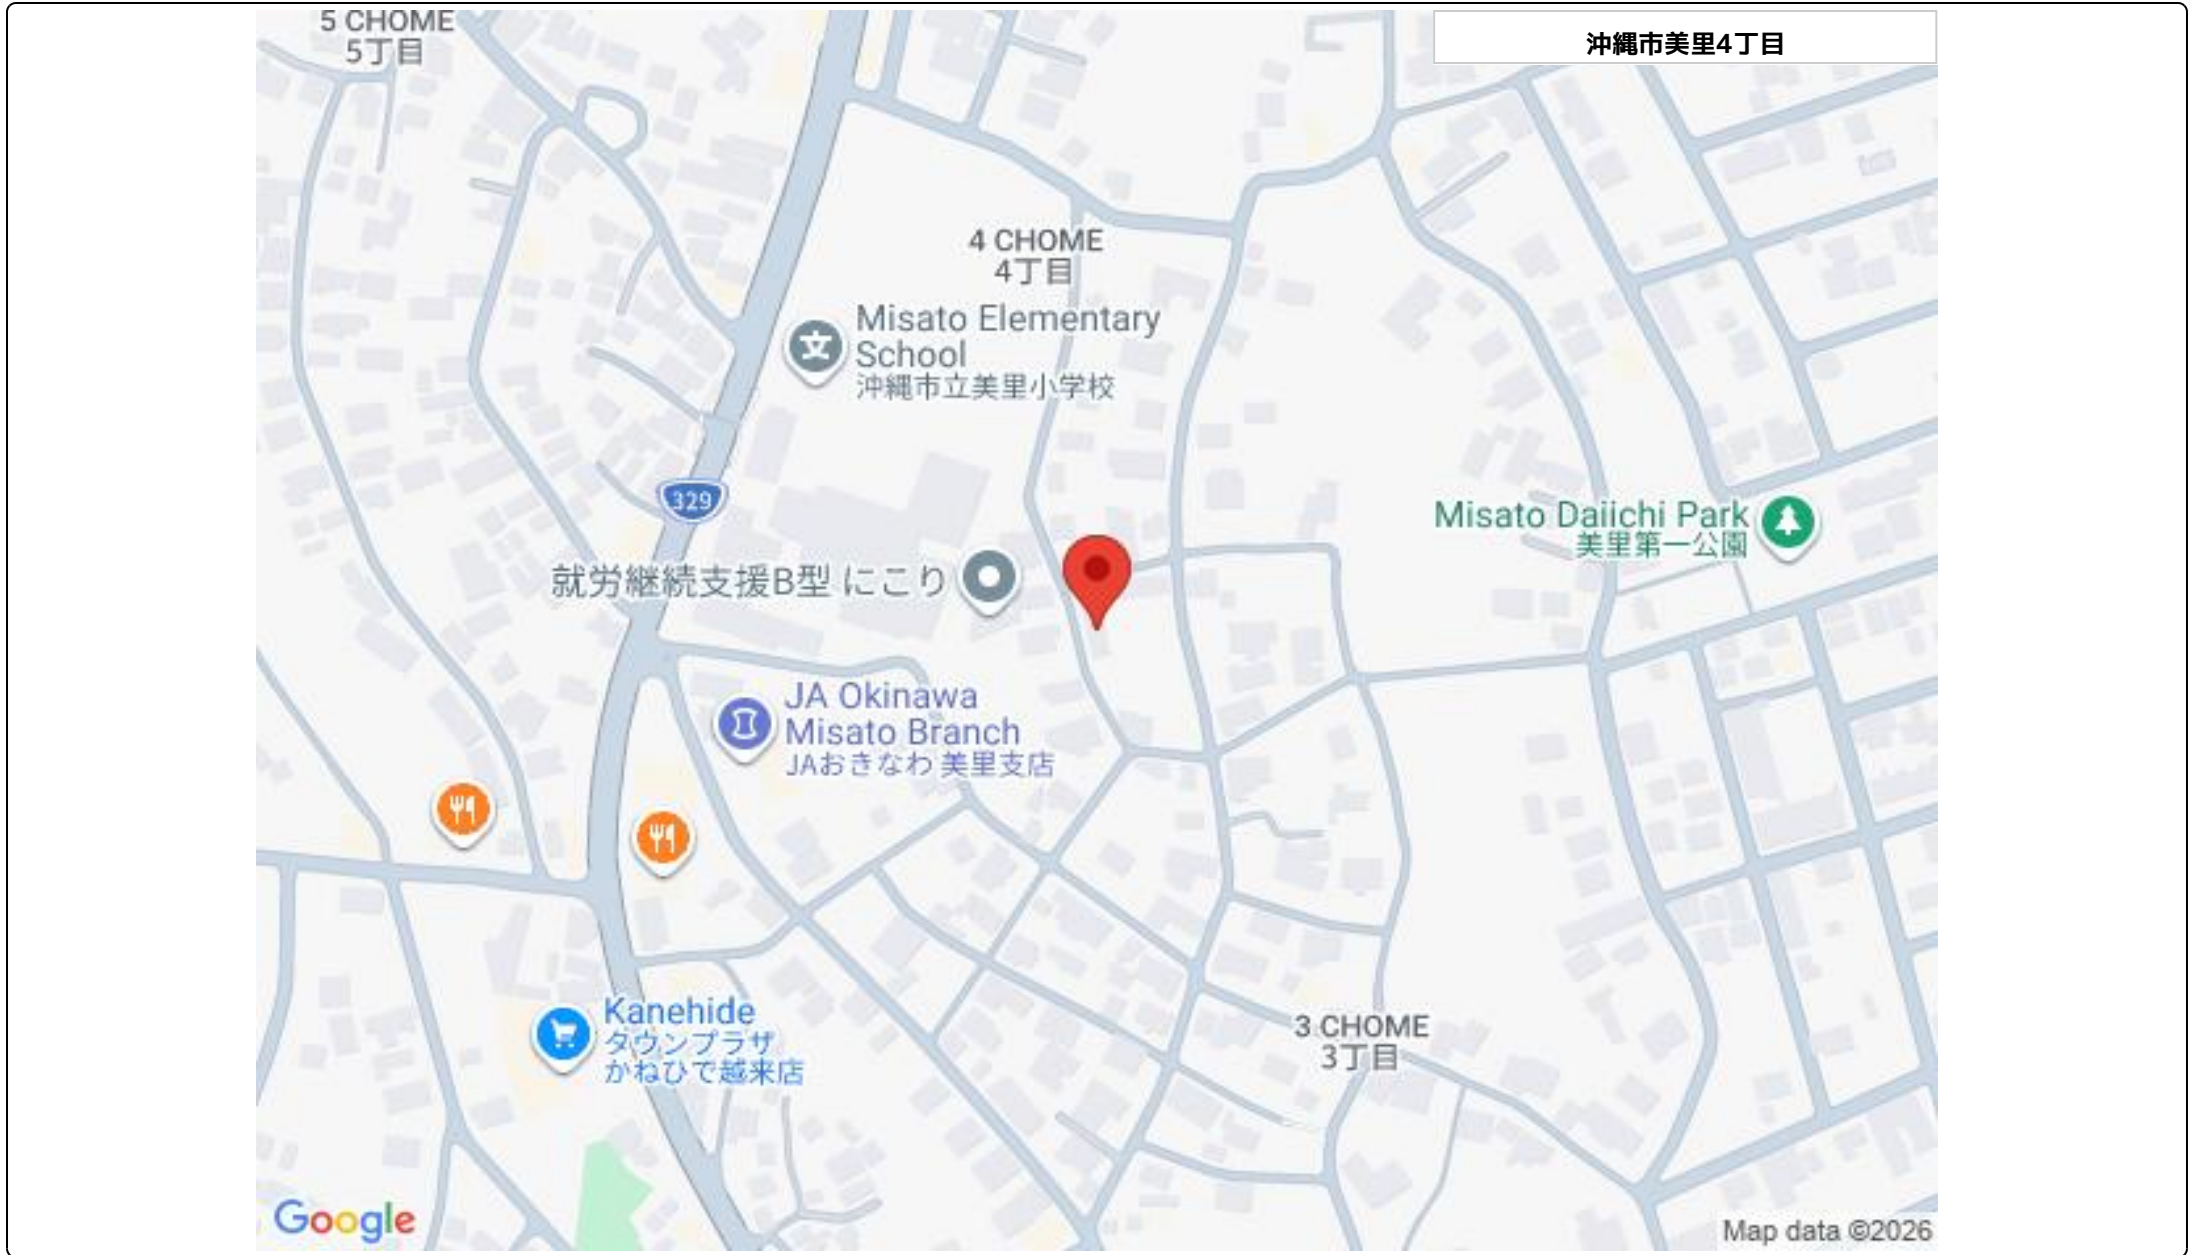 5 CHOME
5丁目
沖縄市美里4丁目
4 CHOME
4丁目
Misato Elementary
School
沖縄市立美里小学校
329
Misato Daiichi Park
美里第一公園
就労継続支援B型 にこり
JA Okinawa
Misato Branch
JAおきなわ 美里支店
Kanehide
タウンプラザ
かねひで越来店
3 CHOME
3丁目
Google
Map data ©2026